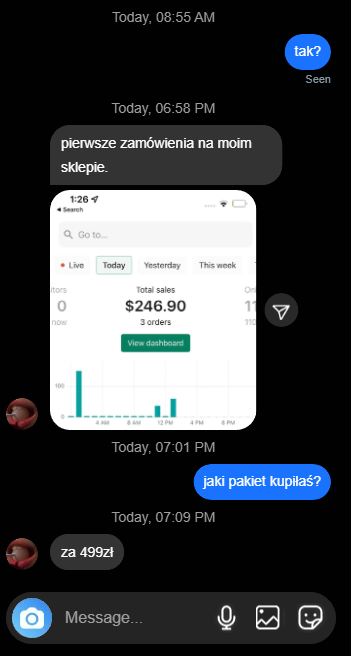 Today, 08:55 AM
tak?
Seen
Today, 06:58 PM
pierwsze zamówienia na moim
sklepie.
1:26
Search
Go to...
Live Today Yesterday This week
itors Total sales On
0 $246.90 11
now 3 orders 110
View dashboard
100
0
4 AM 8 AM 12 PM 4 PM 8 PM
Today, 07:01 PM
jaki pakiet kupiłaś?
Today, 07:09 PM
za 499zł
Message...